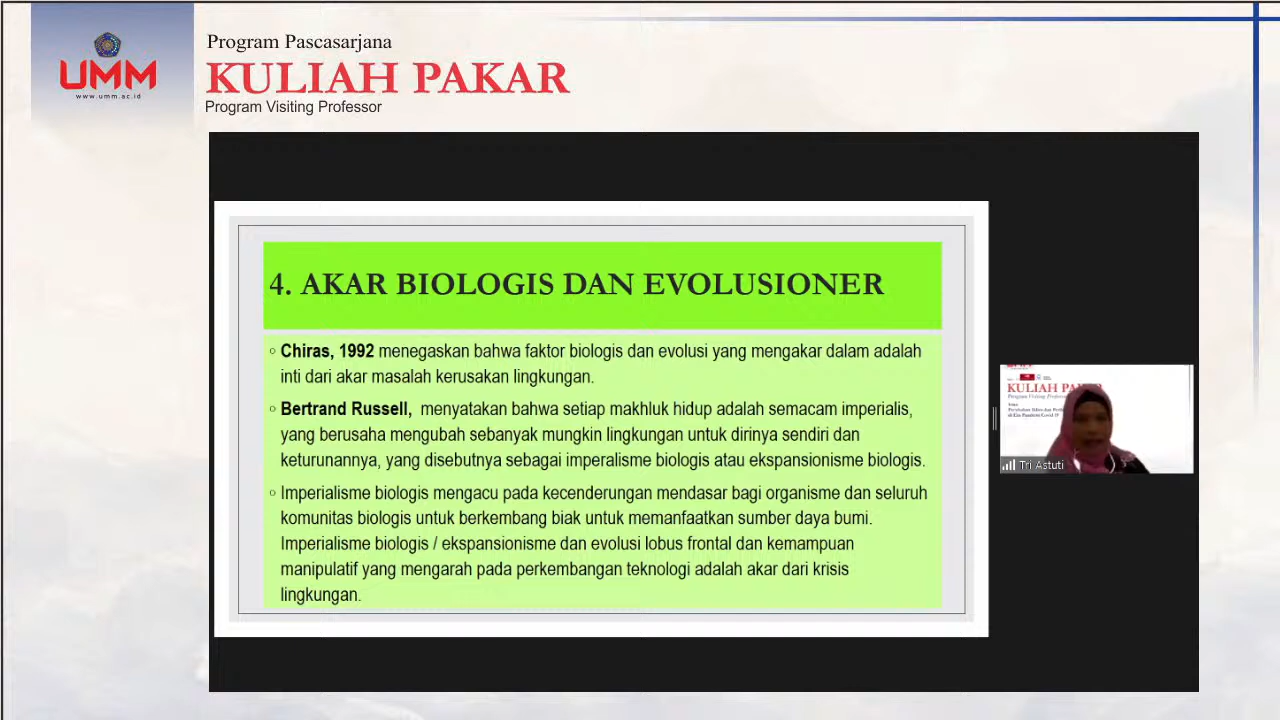 UMM
www.umm.ac.id
Program Pascasarjana
KULIAH PAKAR
Program Visiting Professor
4. AKAR BIOLOGIS DAN EVOLUSIONER
Chiras, 1992 menegaskan bahwa faktor biologis dan evolusi yang mengakar dalam adalah
inti dari akar masalah kerusakan lingkungan.
Bertrand Russell, menyatakan bahwa setiap makhluk hidup adalah semacam imperialis,
yang berusaha mengubah sebanyak mungkin lingkungan untuk dirinya sendiri dan
keturunannya, yang disebutnya sebagai imperalisme biologis atau ekspansionisme biologis.
Imperialisme biologis mengacu pada kecenderungan mendasar bagi organisme dan seluruh
komunitas biologis untuk berkembang biak untuk memanfaatkan sumber daya bumi.
Imperialisme biologis / ekspansionisme dan evolusi lobus frontal dan kemampuan
manipulatif yang mengarah pada perkembangan teknologi adalah akar dari krisis
lingkungan.
KULIAH PAKAR
Program Visiting
Tri Astuti